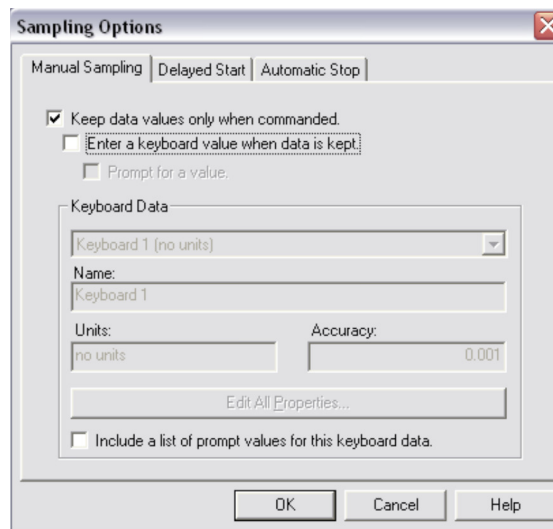 Sampling Options
Manual Sampling Delayed Start Automatic Stop
Keep data values only when commanded.
Enter a keyboard value when data is kept.
Prompt for a value.
Keyboard Data
Keyboard 1 (no units)
Name:
Keyboard 1
Units: Accuracy:
no units 0.001
Edit All Properties...
Include a list of prompt values for this keyboard data.
OK Cancel Help